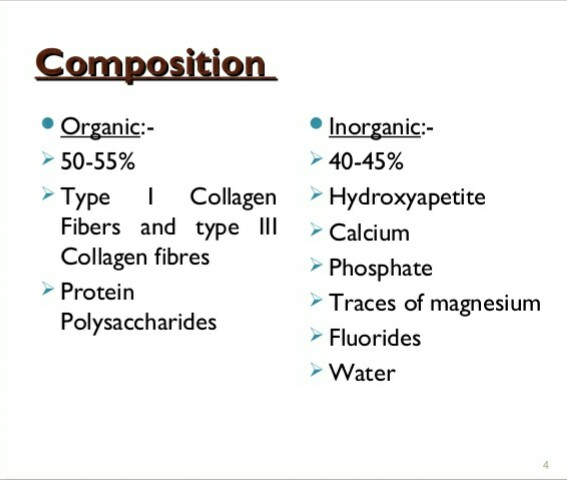 Composition
Organic:-
50-55%
Type I Collagen
Fibers and type III
Collagen fibres
Protein
Polysaccharides
Inorganic:-
40-45%
Hydroxyapetite
Calcium
Phosphate
Traces of magnesium
Fluorides
Water
4